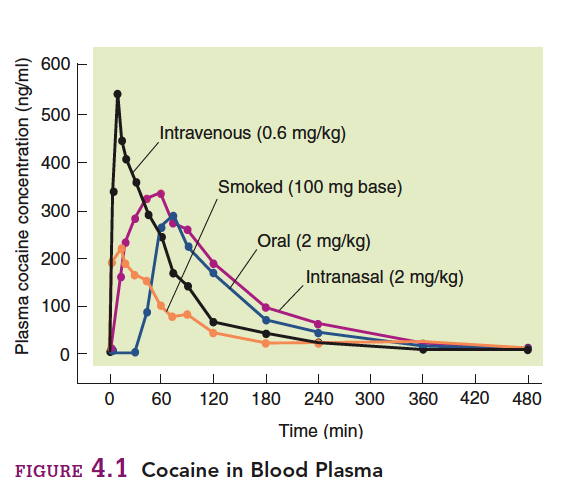 Plasma cocaine concentration (ng/ml)
600
500
400
300
200
100
0
Intravenous (0.6 mg/kg)
Smoked (100 mg base)
Oral (2 mg/kg)
Intranasal (2 mg/kg)
0 60 120 180 240 300 360 420 480
Time (min)
FIGURE 4.1 Cocaine in Blood Plasma